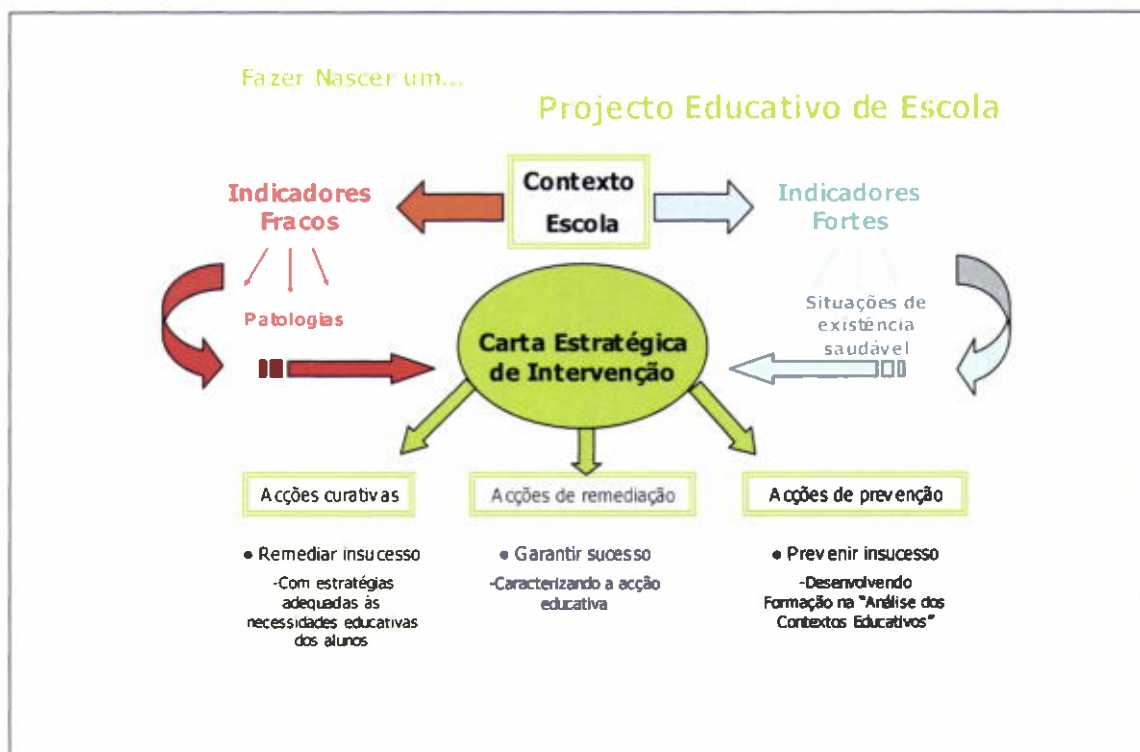 Fazer Nascer um...
Projecto Educativo de Escola
Contexto
Escola
Indicadores
Fracos
Indicadores
Fortes
Patologias
Situações de
existência
saudável
Carta Estratégica
de Intervenção
Acções curativas
Acções de remediação
Acções de prevenção
• Remediar insucesso
-Com estratégias
adequadas às
necessidades educativas
dos alunos
• Garantir sucesso
-Caracterizando a acção
educativa
• Prevenir insucesso
-Desenvolvendo
Formação na "Análise dos
Contextos Educativos"